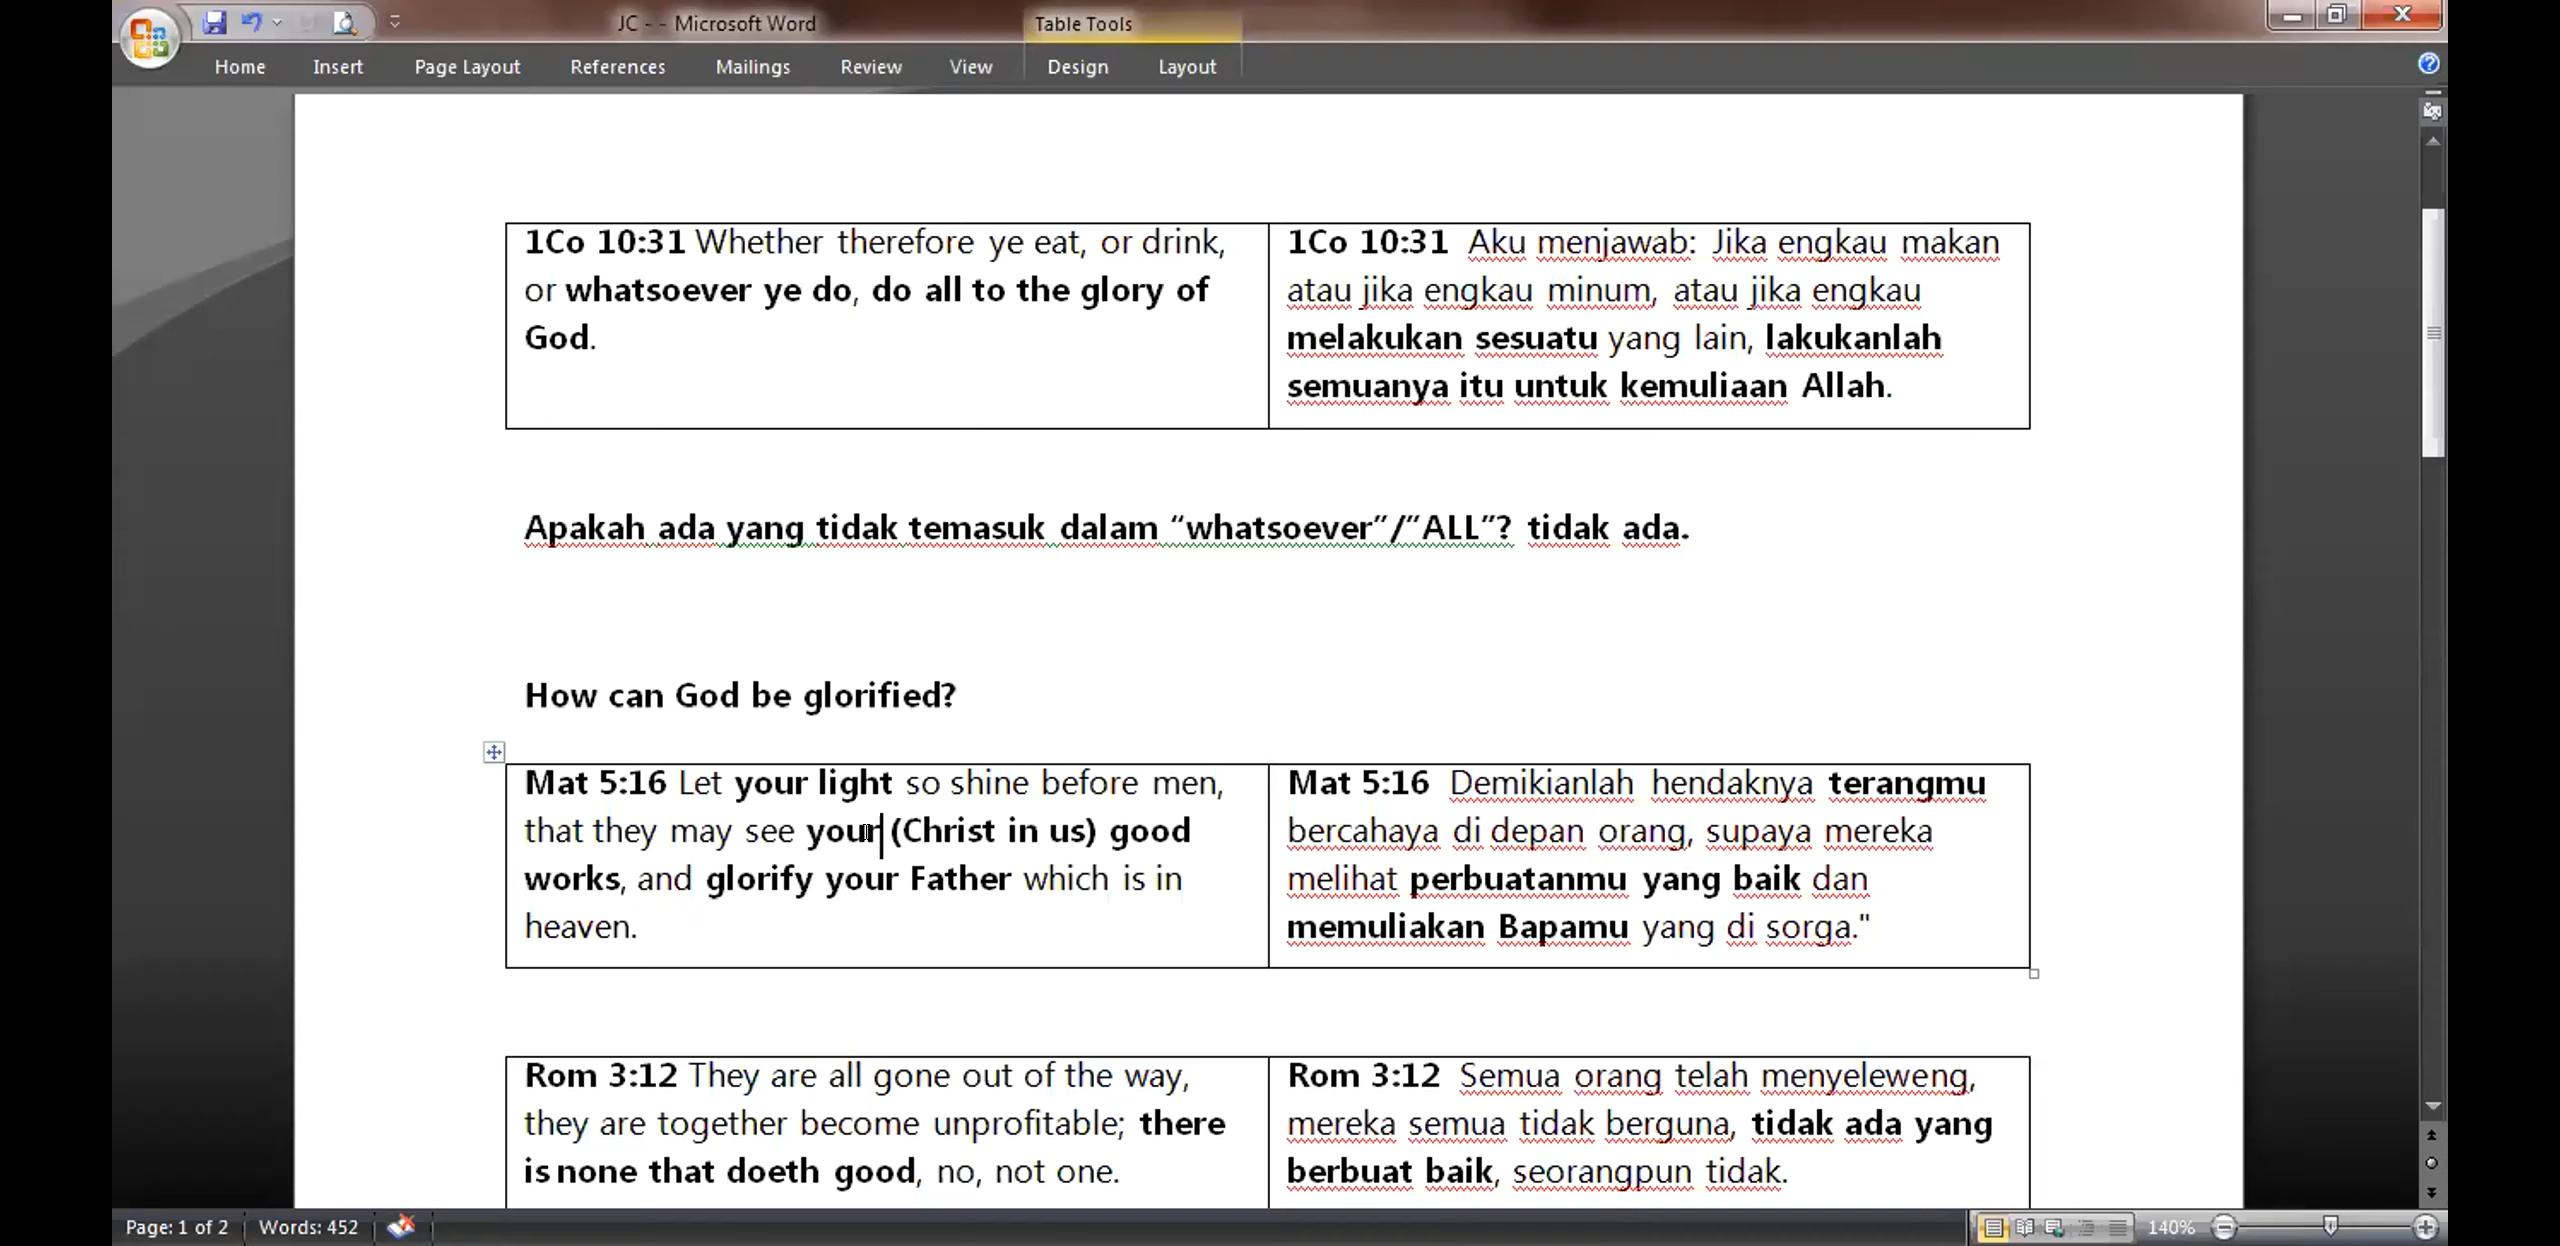 JC - - Microsoft Word
Table Tools
Home Insert Page Layout References Mailings Review View Design Layout
1Co 10:31 Whether therefore ye eat, or drink,
or whatsoever ye do, do all to the glory of
God.
1Co 10:31 Aku menjawab: Jika engkau makan
atau jika engkau minum, atau jika engkau
melakukan sesuatu yang lain, lakukanlah
semuanya itu untuk kemuliaan Allah.
Apakah ada yang tidak temasuk dalam “whatsoever”/”ALL”? tidak ada.
How can God be glorified?
Mat 5:16 Let your light so shine before men,
that they may see your (Christ in us) good
works, and glorify your Father which is in
heaven.
Mat 5:16 Demikianlah hendaknya terangmu
bercahaya di depan orang, supaya mereka
melihat perbuatanmu yang baik dan
memuliakan Bapamu yang di sorga."
Rom 3:12 They are all gone out of the way,
they are together become unprofitable; there
is none that doeth good, no, not one.
Rom 3:12 Semua orang telah menyeleweng,
mereka semua tidak berguna, tidak ada yang
berbuat baik, seorangpun tidak.
Page: 1 of 2 Words: 452 140%